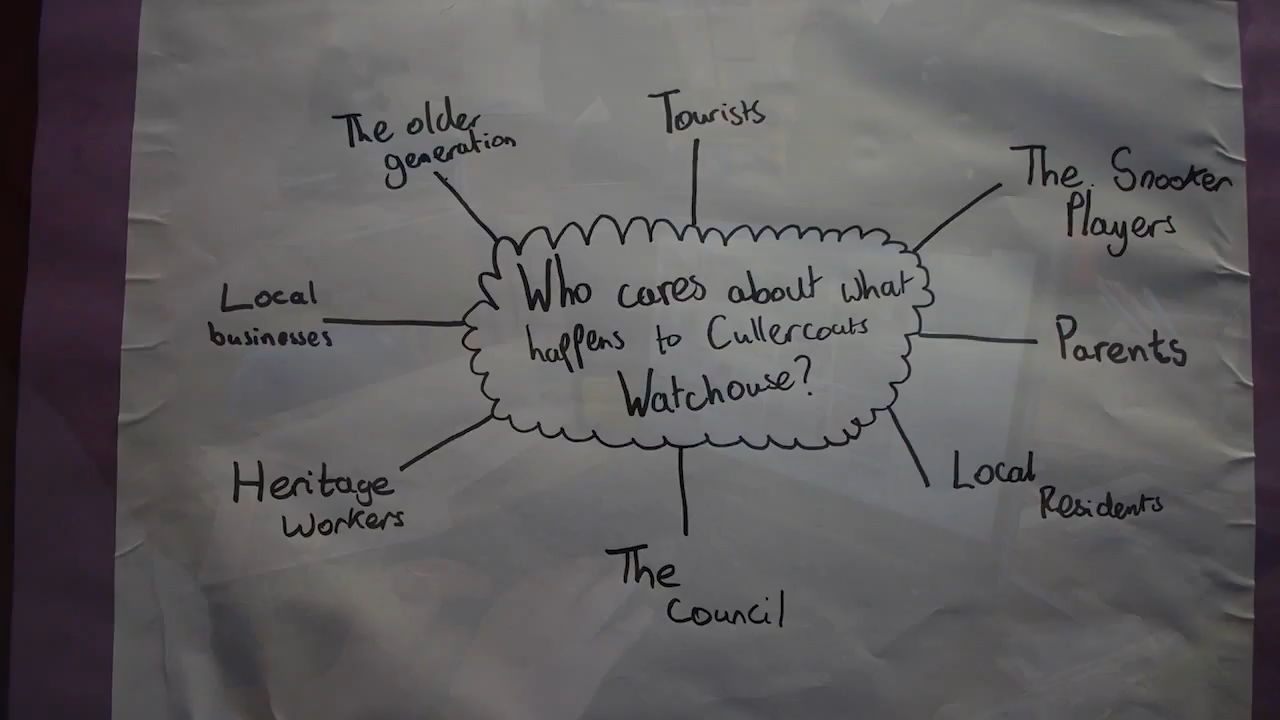 The older
generation
Tourists
The Snooker
Players
Local
businesses
Who cares about what
happens to Cullercoats
Watchouse?
Parents
Heritage
Workers
Local
Residents
The
council